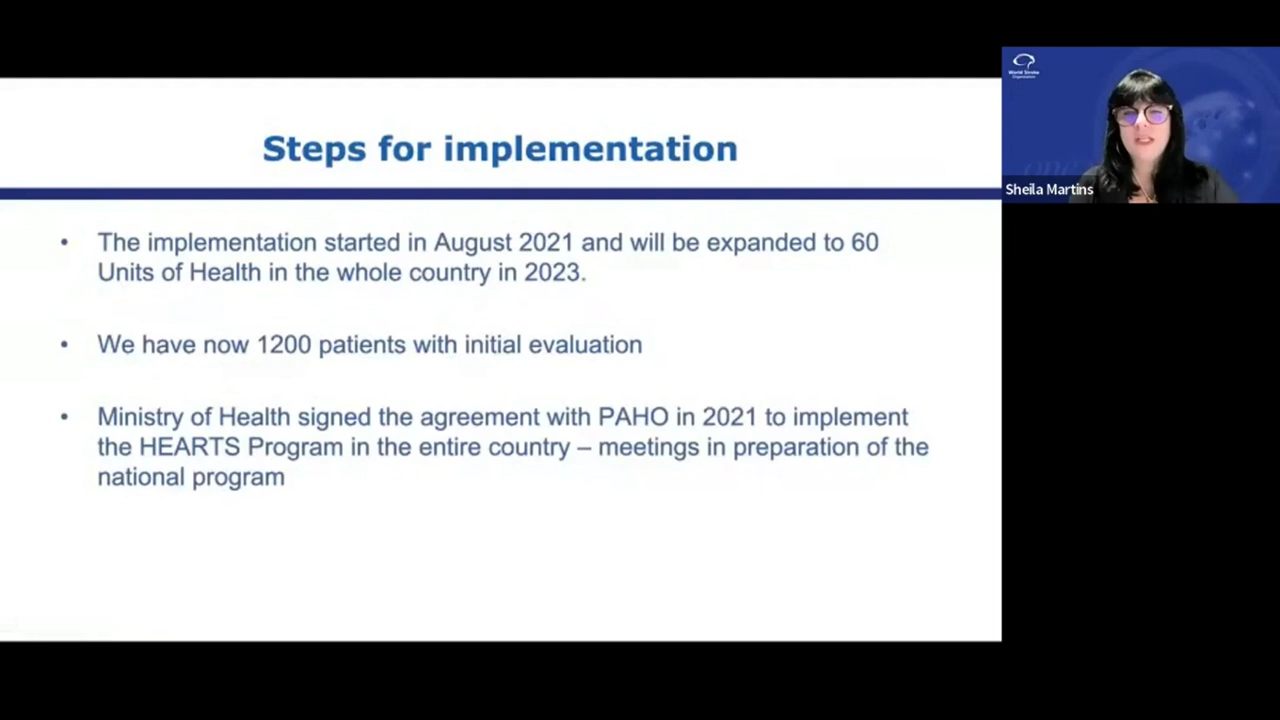 Steps for implementation
• The implementation started in August 2021 and will be expanded to 60
Units of Health in the whole country in 2023.
• We have now 1200 patients with initial evaluation
• Ministry of Health signed the agreement with PAHO in 2021 to implement
the HEARTS Program in the entire country – meetings in preparation of the
national program
World Stroke
Organization
Sheila Martins